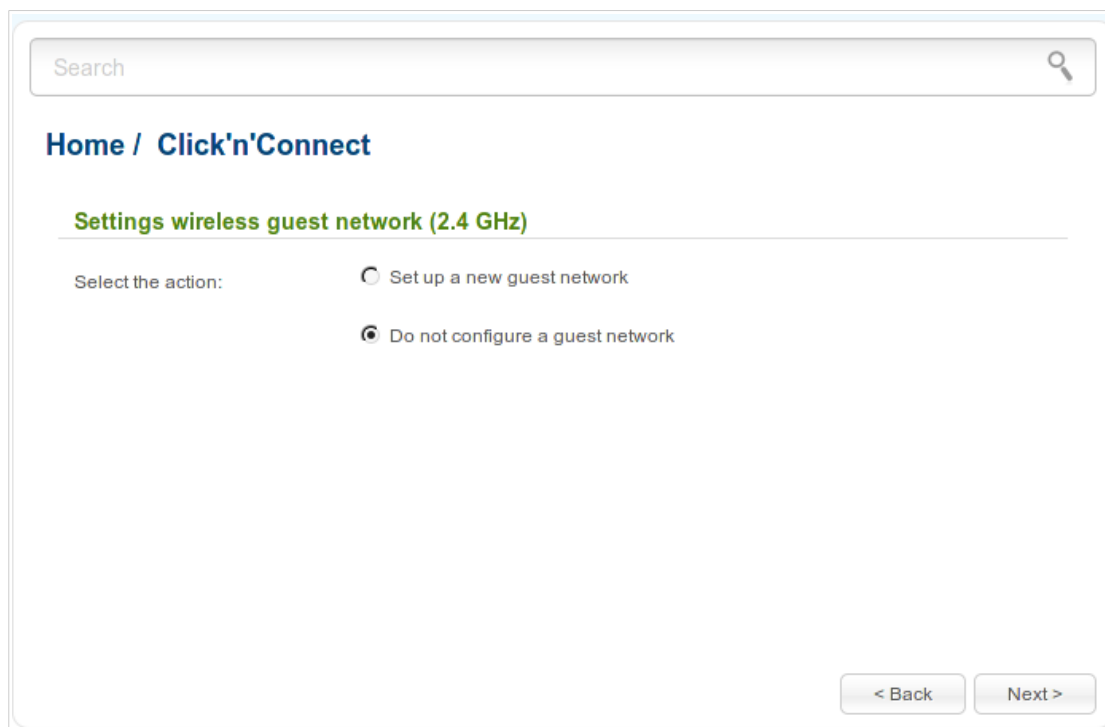 Search
Home / Click'n'Connect
Settings wireless guest network (2.4 GHz)
Select the action:
Set up a new guest network
Do not configure a guest network
< Back
Next >